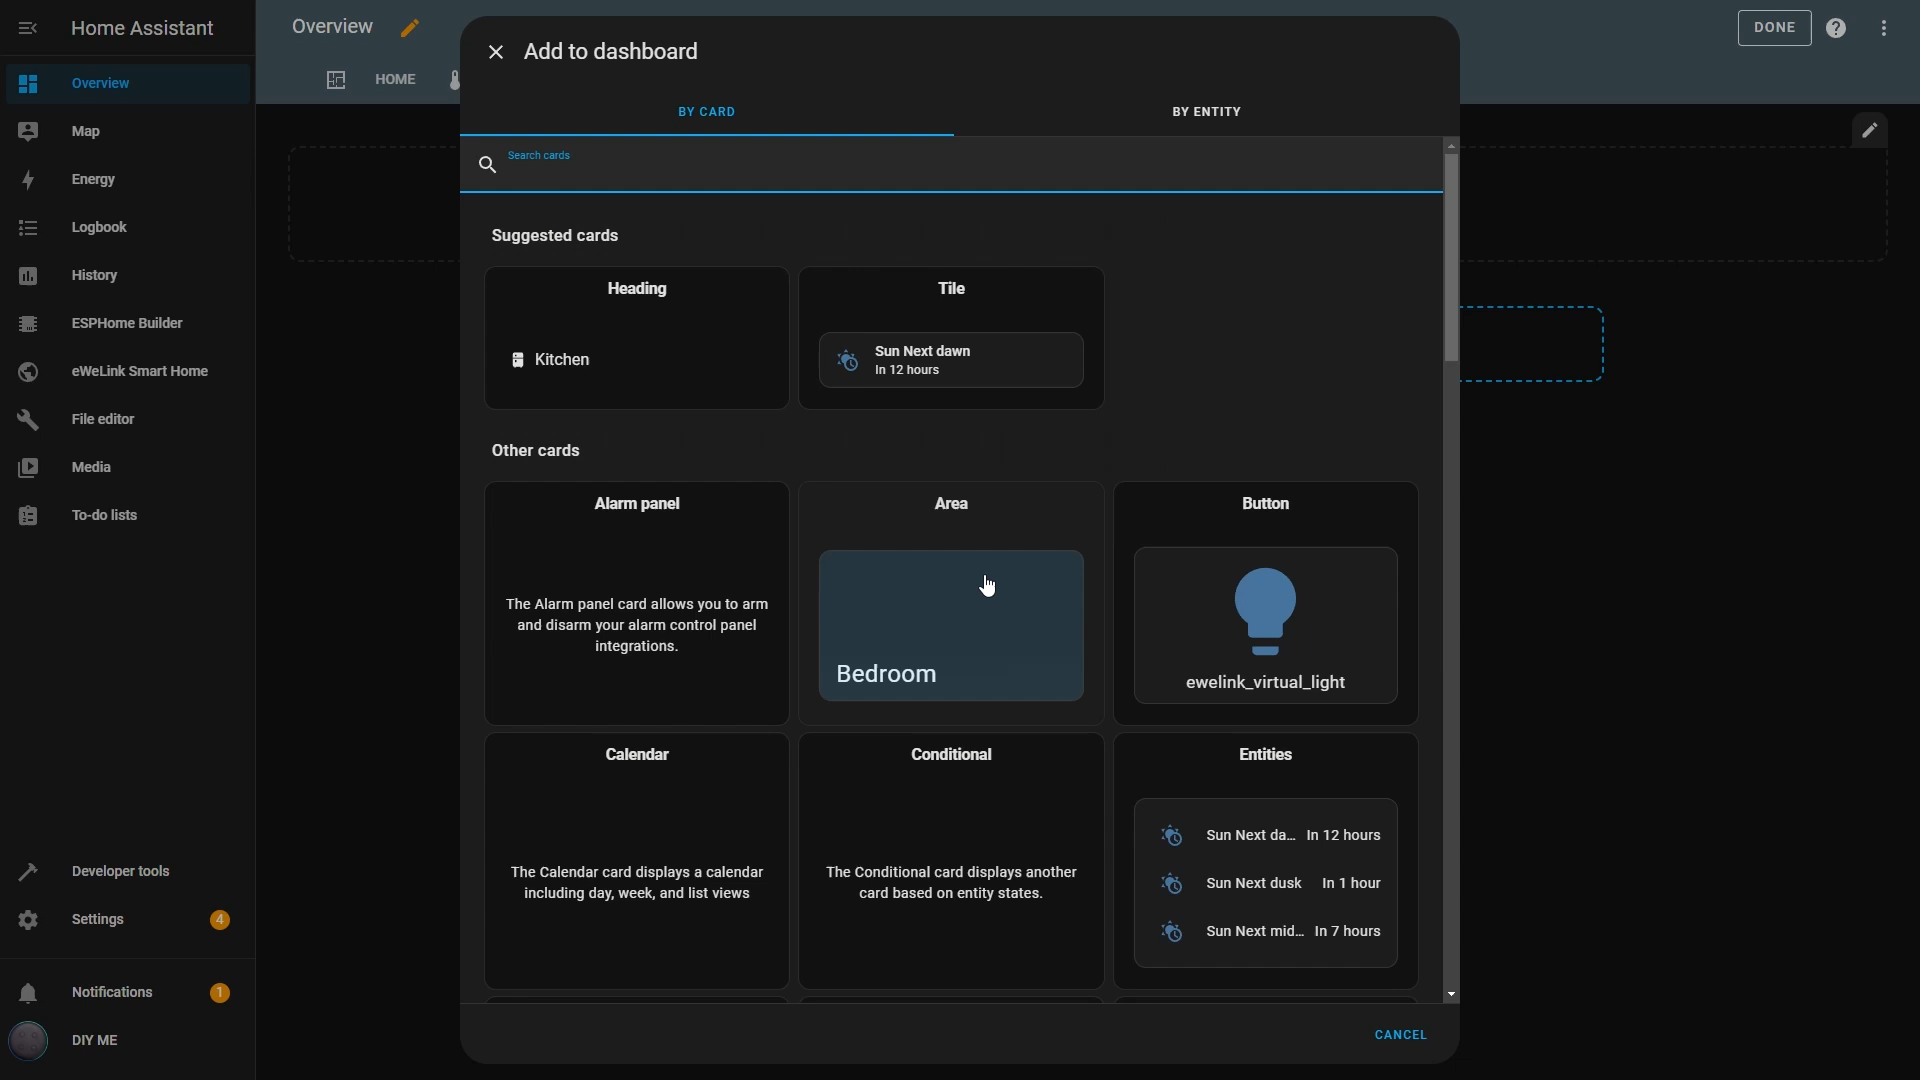 Home Assistant
Overview
Map
Energy
Logbook
History
ESPHome Builder
eWeLink Smart Home
File editor
Media
To-do lists
Developer tools
Settings
4
Notifications
1
DIY ME
Overview
HOME
DONE
Add to dashboard
BY CARD
BY ENTITY
Search cards
Suggested cards
Heading
Kitchen
Tile
Sun Next dawn
In 12 hours
Other cards
Alarm panel
The Alarm panel card allows you to arm
and disarm your alarm control panel
integrations.
Area
Bedroom
Button
ewelink_virtual_light
Calendar
The Calendar card displays a calendar
including day, week, and list views
Conditional
The Conditional card displays another
card based on entity states.
Entities
Sun Next da... In 12 hours
Sun Next dusk In 1 hour
Sun Next mid... In 7 hours
CANCEL